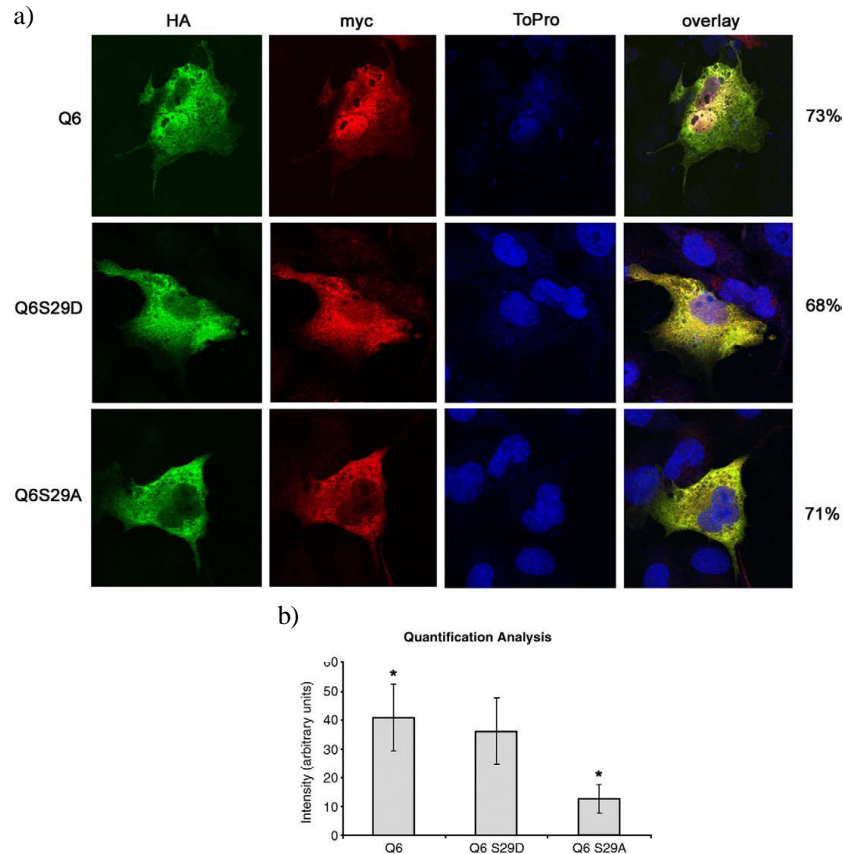 a)
HA myc ToPro overlay
Q6 73%
Q6S29D 68%
Q6S29A 71%
b)
Quantification Analysis
Intensity (arbitrary units)
60
50
40
30
20
10
0
*
*
Q6 Q6 S29D Q6 S29A